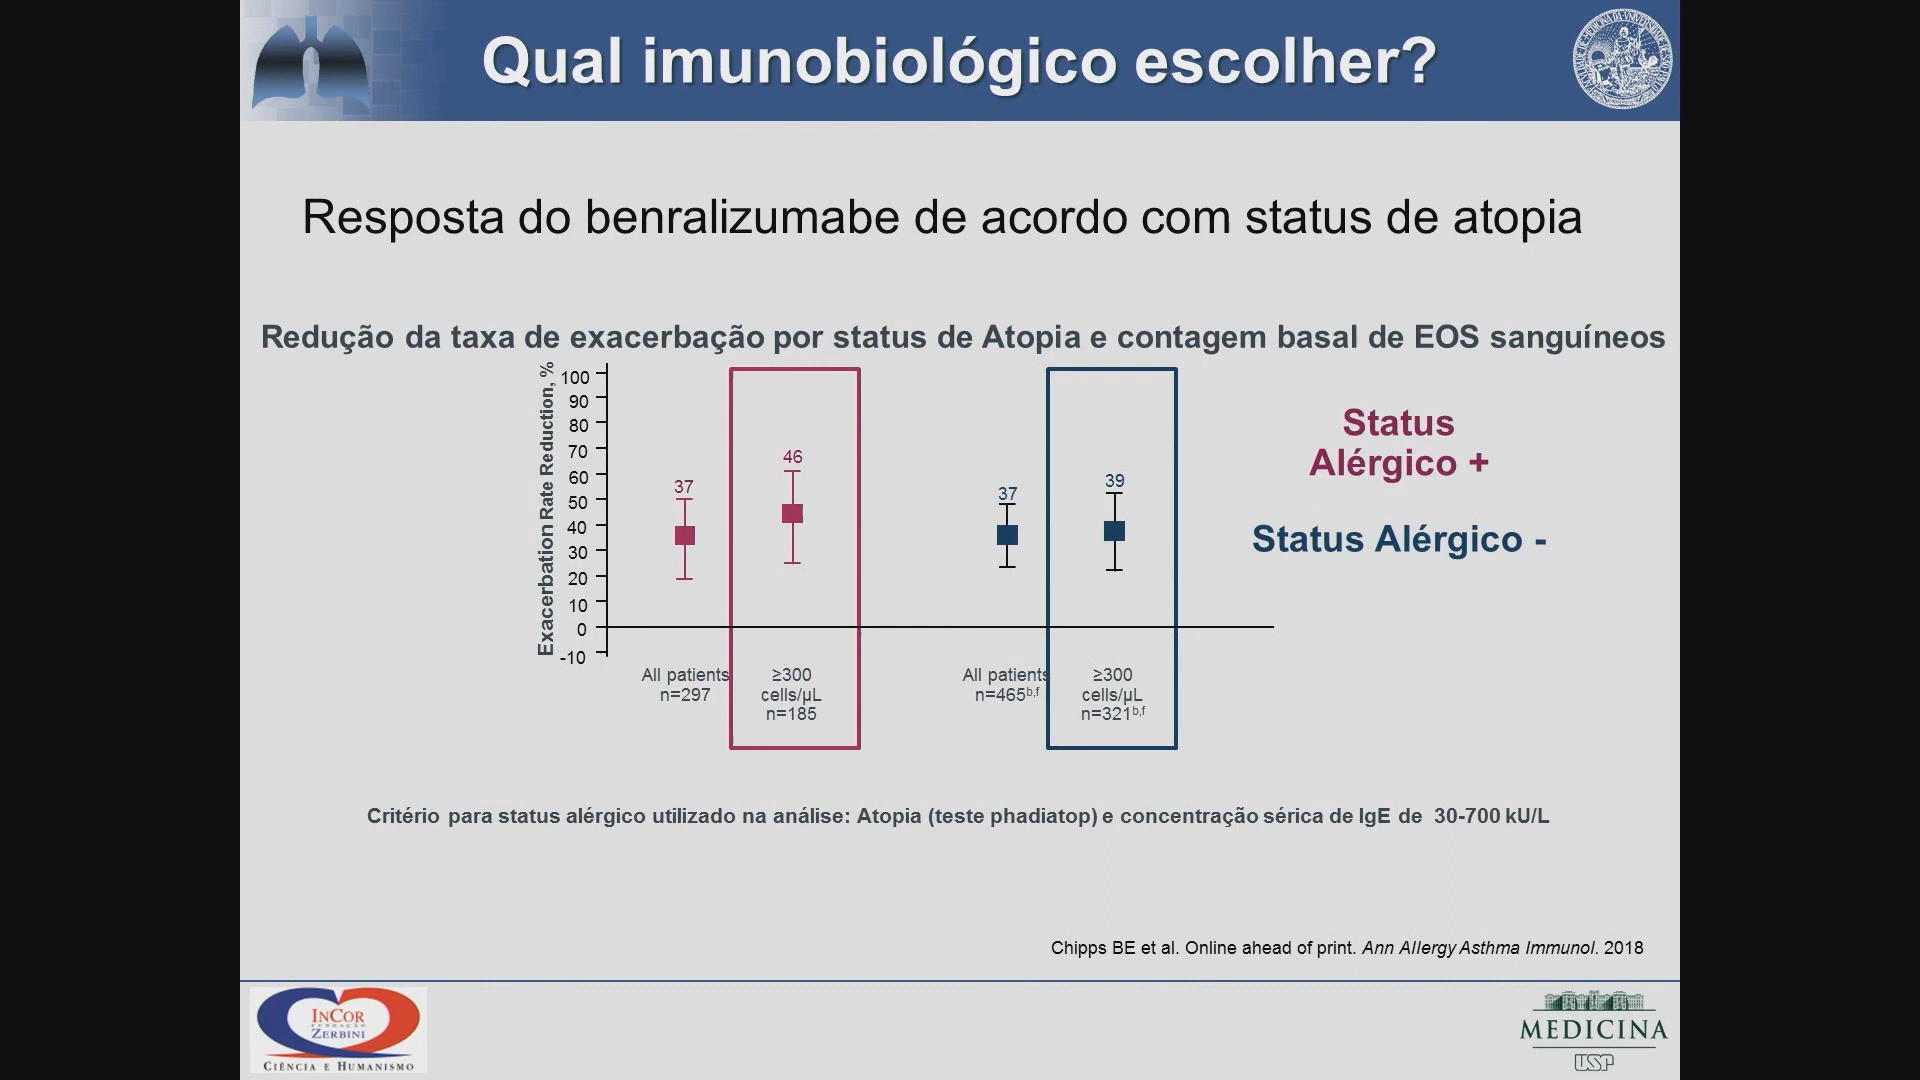 Qual imunobiológico escolher?
Resposta do benralizumabe de acordo com status de atopia
Redução da taxa de exacerbação por status de Atopia e contagem basal de EOS sanguíneos
Exacerbation Rate Reduction, %
100
90
80
70
60
50
40
30
20
10
0
-10
37
46
37
39
All patients
n=297
≥300
cells/µL
n=185
All patients
n=465b,f
≥300
cells/µL
n=321b,f
Status
Alérgico +
Status Alérgico -
Critério para status alérgico utilizado na análise: Atopia (teste phadiatop) e concentração sérica de IgE de 30-700 kU/L
Chipps BE et al. Online ahead of print. Ann Allergy Asthma Immunol. 2018
INCOR
FUNDAÇÃO
ZERBINI
CIÊNCIA E HUMANISMO
MEDICINA
USP